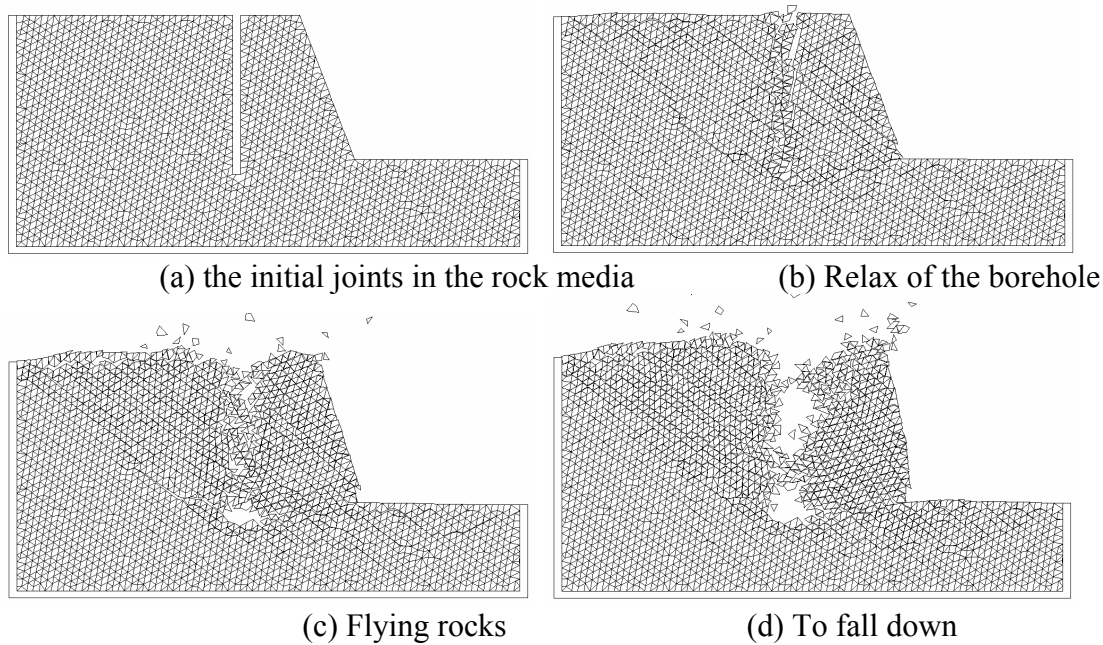 (a) the initial joints in the rock media
(b) Relax of the borehole
(c) Flying rocks
(d) To fall down